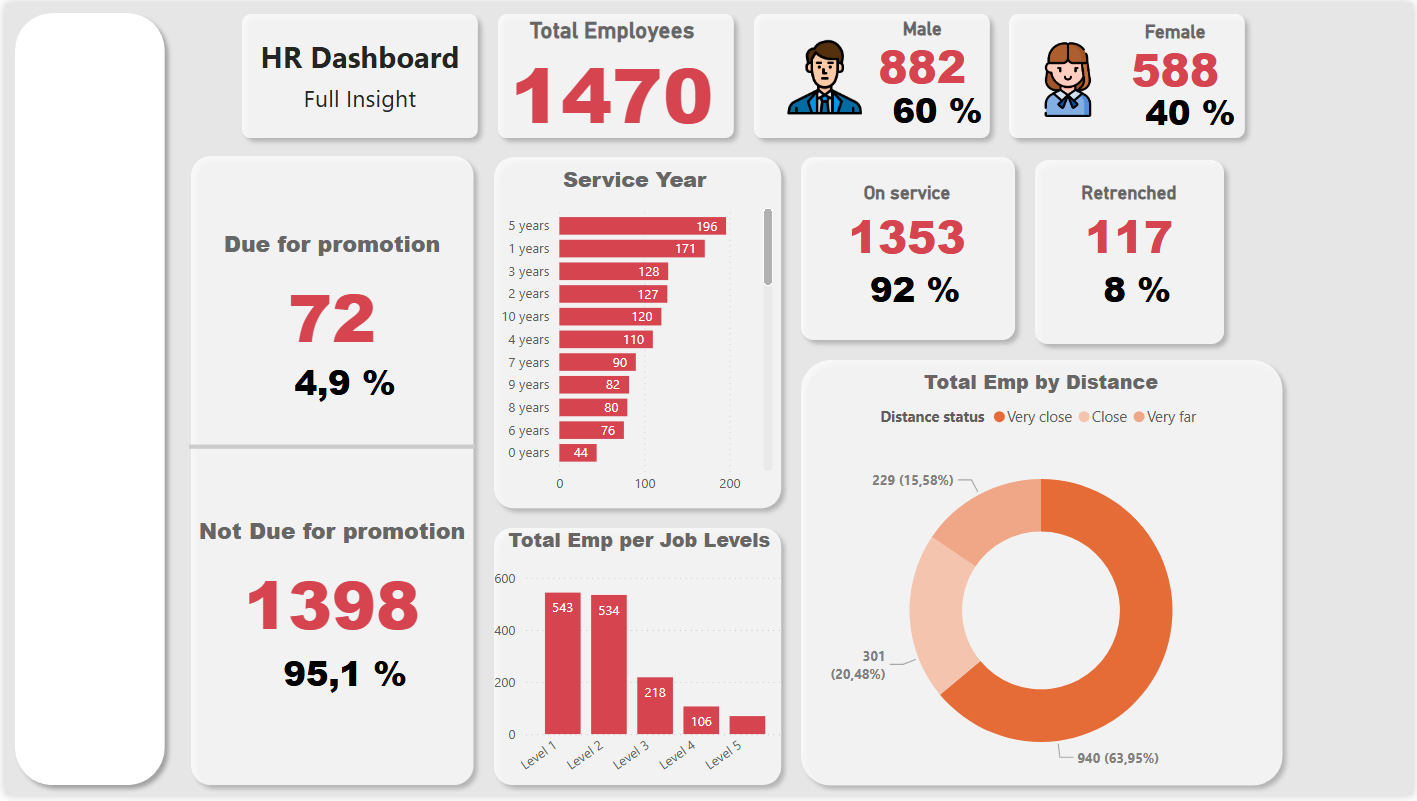 HR Dashboard
Full Insight
Total Employees
1470
Male
882
60 %
Female
588
40 %
Due for promotion
72
4,9 %
Not Due for promotion
1398
95,1 %
Service Year
5 years 196
1 years 171
3 years 128
2 years 127
10 years 120
4 years 110
7 years 90
9 years 82
8 years 80
6 years 76
0 years 44
0 100 200
Total Emp per Job Levels
600
400
200
0
543 534 218 106
Level 1 Level 2 Level 3 Level 4 Level 5
On service
1353
92 %
Retrenched
117
8 %
Total Emp by Distance
Distance status Very close Close Very far
229 (15,58%)
301
(20,48%)
940 (63,95%)